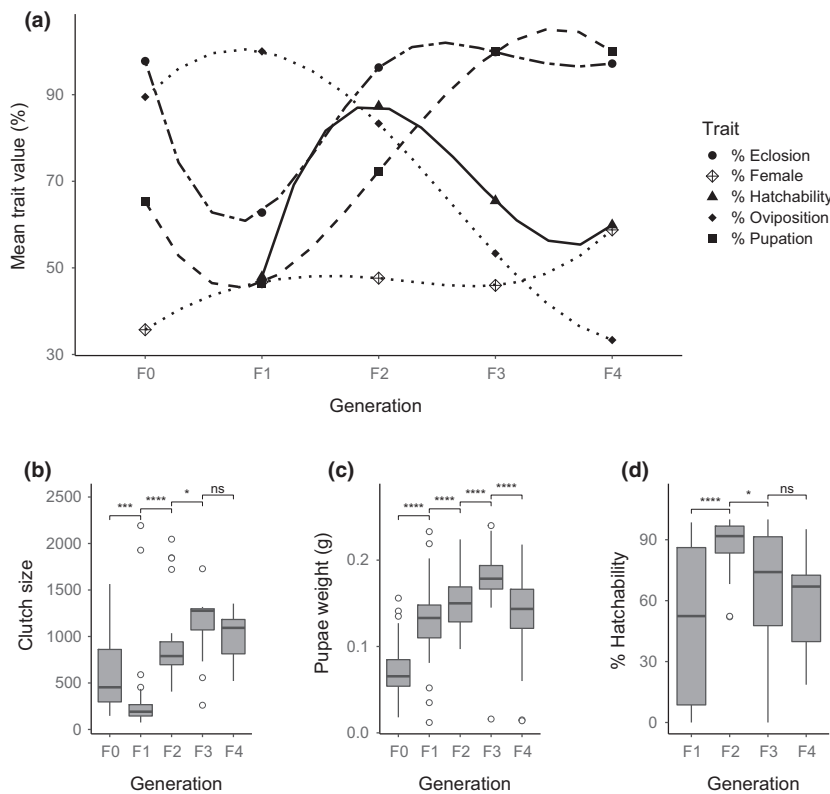 (a)
90
70
50
30
Mean trait value (%)
F0 F1 F2 F3 F4
Generation
Trait
% Eclosion
% Female
% Hatchability
% Oviposition
% Pupation
(b)
2500
2000
1500
1000
500
0
Clutch size
*** **** * ns
F0 F1 F2 F3 F4
Generation
(c)
0.2
0.1
0.0
Pupae weight (g)
**** **** **** ****
F0 F1 F2 F3 F4
Generation
(d)
90
60
30
0
% Hatchability
**** * ns
F1 F2 F3 F4
Generation